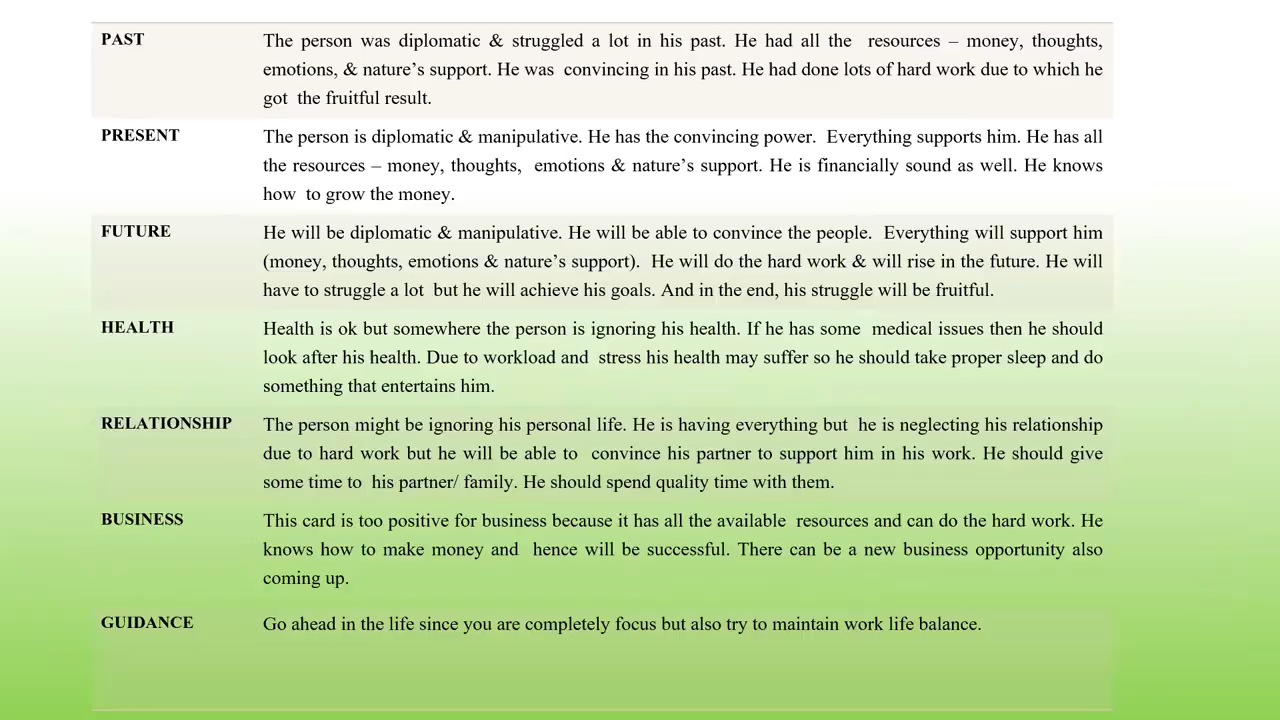 PAST The person was diplomatic & struggled a lot in his past. He had all the resources – money, thoughts,
emotions, & nature's support. He was convincing in his past. He had done lots of hard work due to which he
got the fruitful result.
PRESENT The person is diplomatic & manipulative. He has the convincing power. Everything supports him. He has all
the resources – money, thoughts, emotions & nature's support. He is financially sound as well. He knows
how to grow the money.
FUTURE He will be diplomatic & manipulative. He will be able to convince the people. Everything will support him
(money, thoughts, emotions & nature's support). He will do the hard work & will rise in the future. He will
have to struggle a lot but he will achieve his goals. And in the end, his struggle will be fruitful.
HEALTH Health is ok but somewhere the person is ignoring his health. If he has some medical issues then he should
look after his health. Due to workload and stress his health may suffer so he should take proper sleep and do
something that entertains him.
RELATIONSHIP The person might be ignoring his personal life. He is having everything but he is neglecting his relationship
due to hard work but he will be able to convince his partner to support him in his work. He should give
some time to his partner/ family. He should spend quality time with them.
BUSINESS This card is too positive for business because it has all the available resources and can do the hard work. He
knows how to make money and hence will be successful. There can be a new business opportunity also
coming up.
GUIDANCE Go ahead in the life since you are completely focus but also try to maintain work life balance.